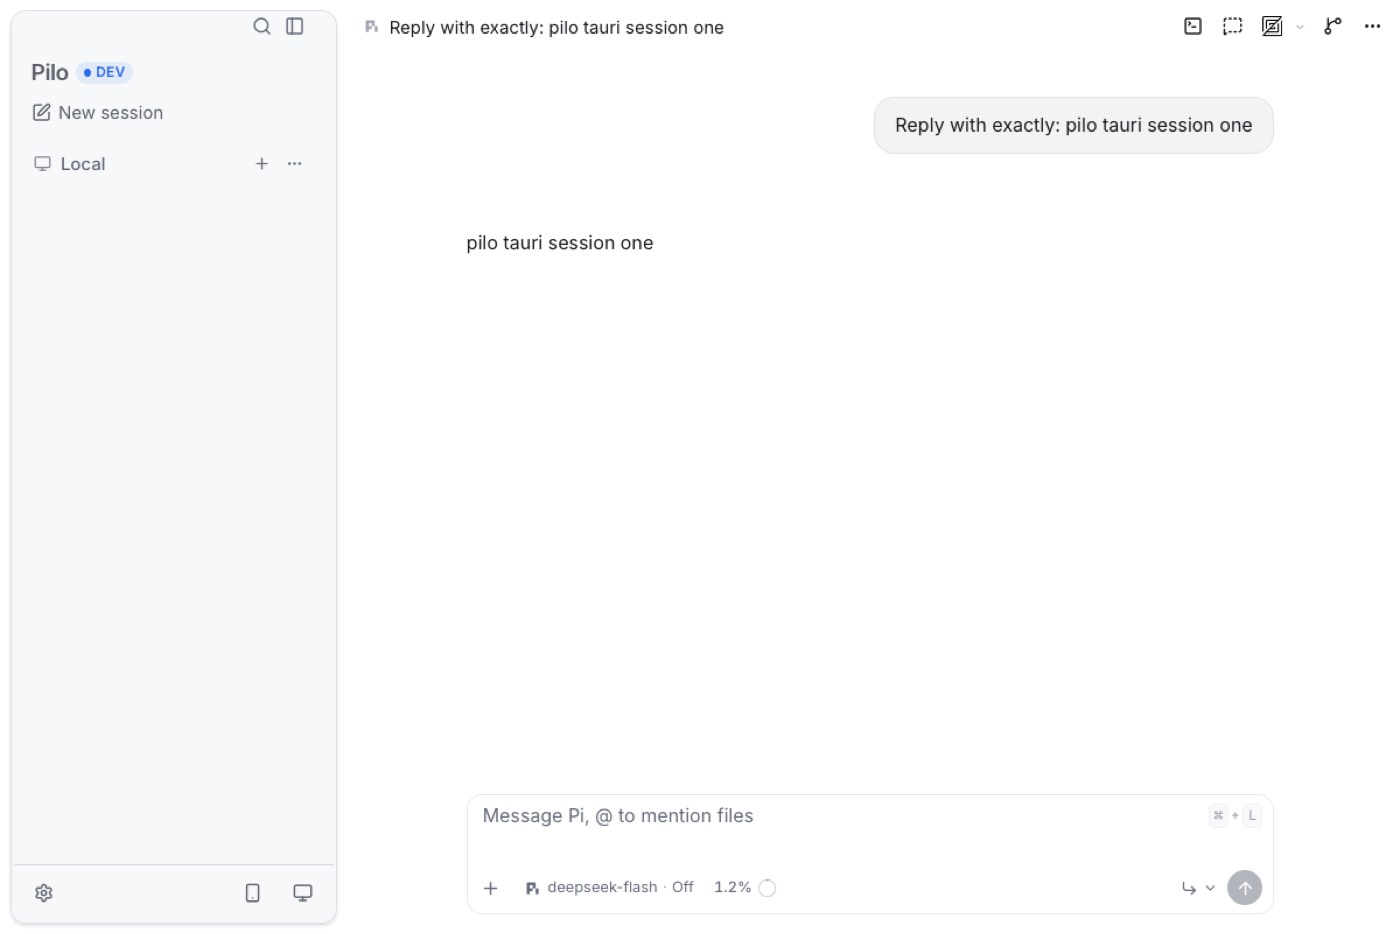 Reply with exactly: pilo tauri session one
Pilo DEV
New session
Local
Reply with exactly: pilo tauri session one
pilo tauri session one
Message Pi, @ to mention files
⌘ + L
deepseek-flash · Off 1.2%